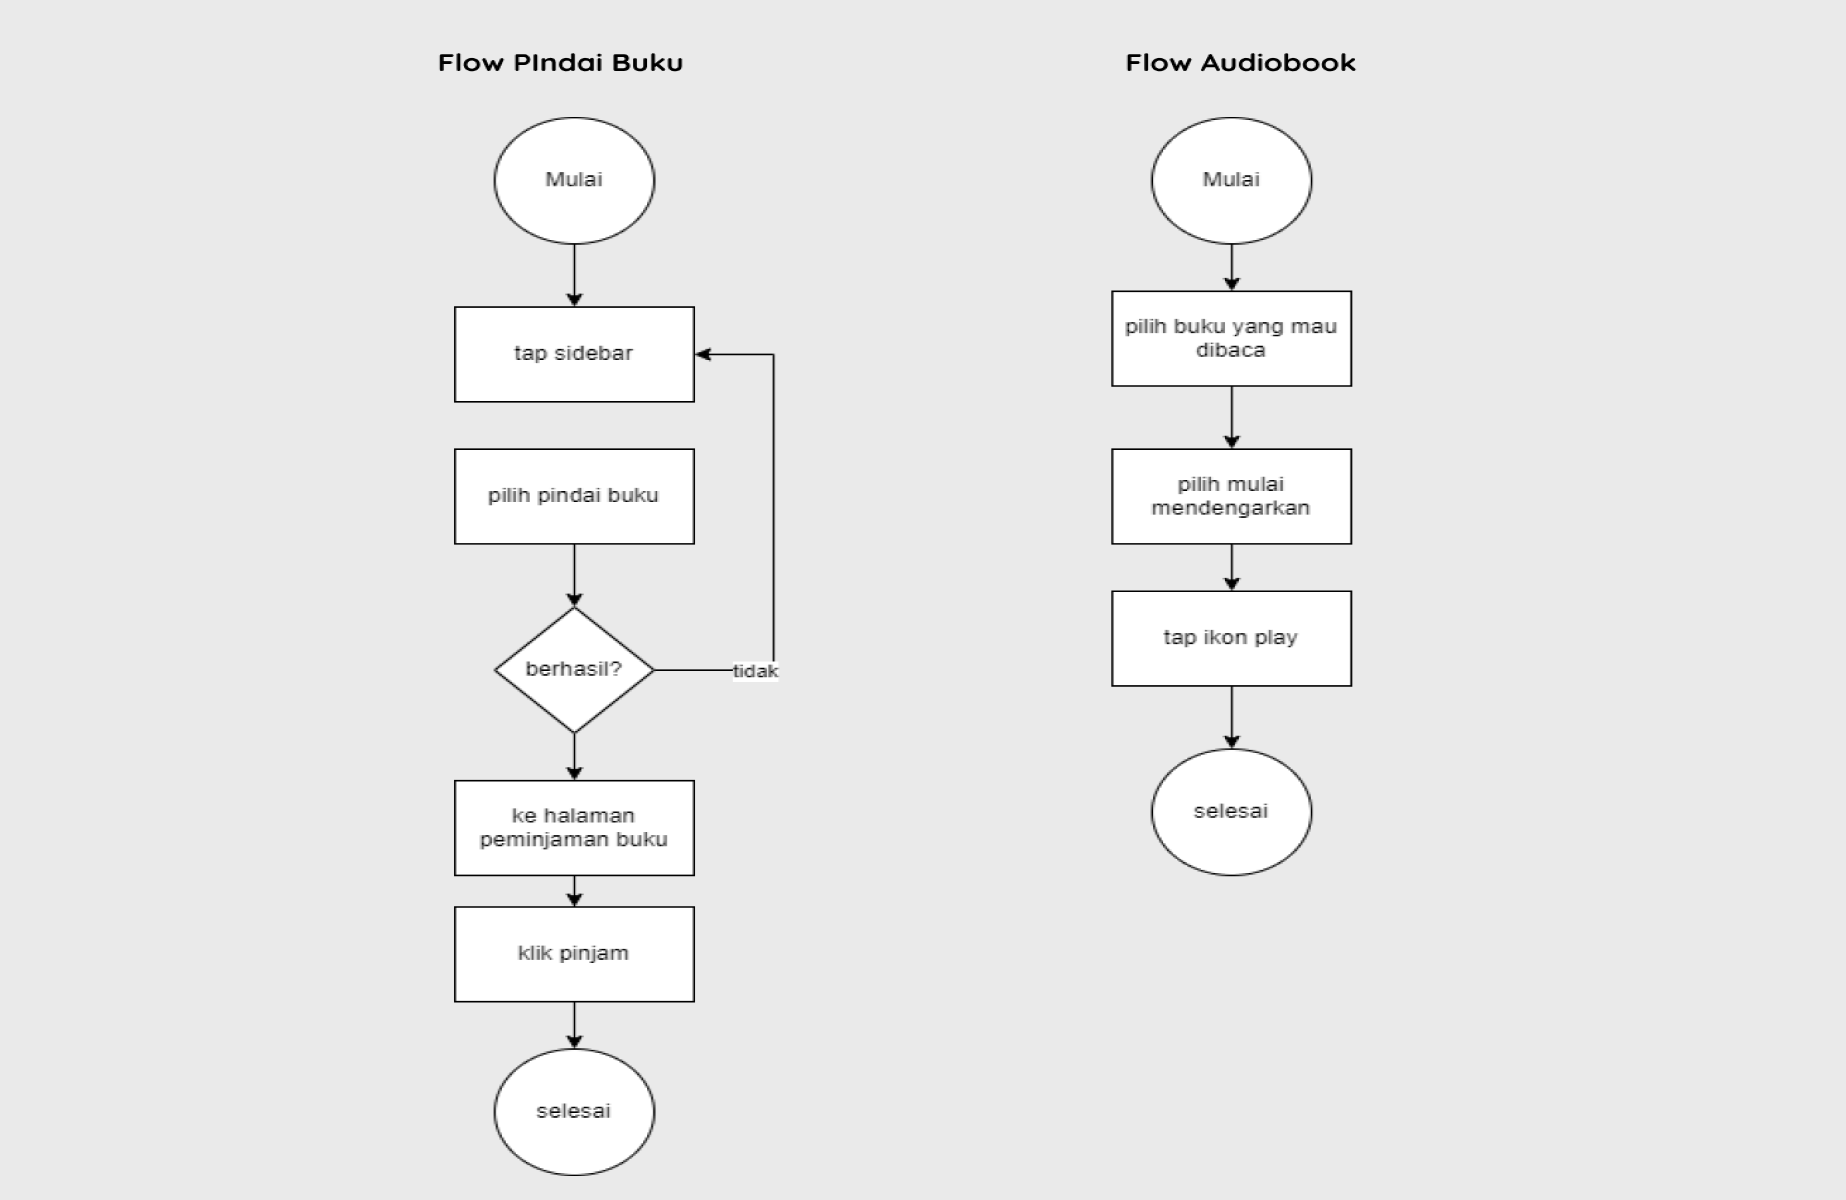 Flow PIndai Buku
Mulai
tap sidebar
pilih pindai buku
berhasil?
tidak
ke halaman
peminjaman buku
klik pinjam
selesai
Flow Audiobook
Mulai
pilih buku yang mau
dibaca
pilih mulai
mendengarkan
tap ikon play
selesai